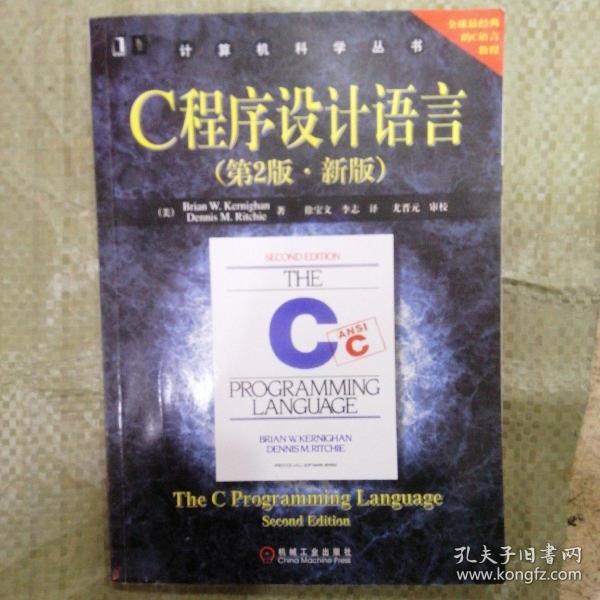 计算机科学丛书
全球最经典
的C语言
教程
C程序设计语言
(第2版·新版)
(美) Brian W. Kernighan
Dennis M. Ritchie 著 徐宝文 李志 译 尤晋元 审校
SECOND EDITION
THE
C
ANSI
C
PROGRAMMING
LANGUAGE
BRIAN W. KERNIGHAN
DENNIS M. RITCHIE
PRENTICE HALL SOFTWARE SERIES
The C Programming Language
Second Edition
机械工业出版社
China Machine Press
孔夫子旧书网
www.kongfz.com